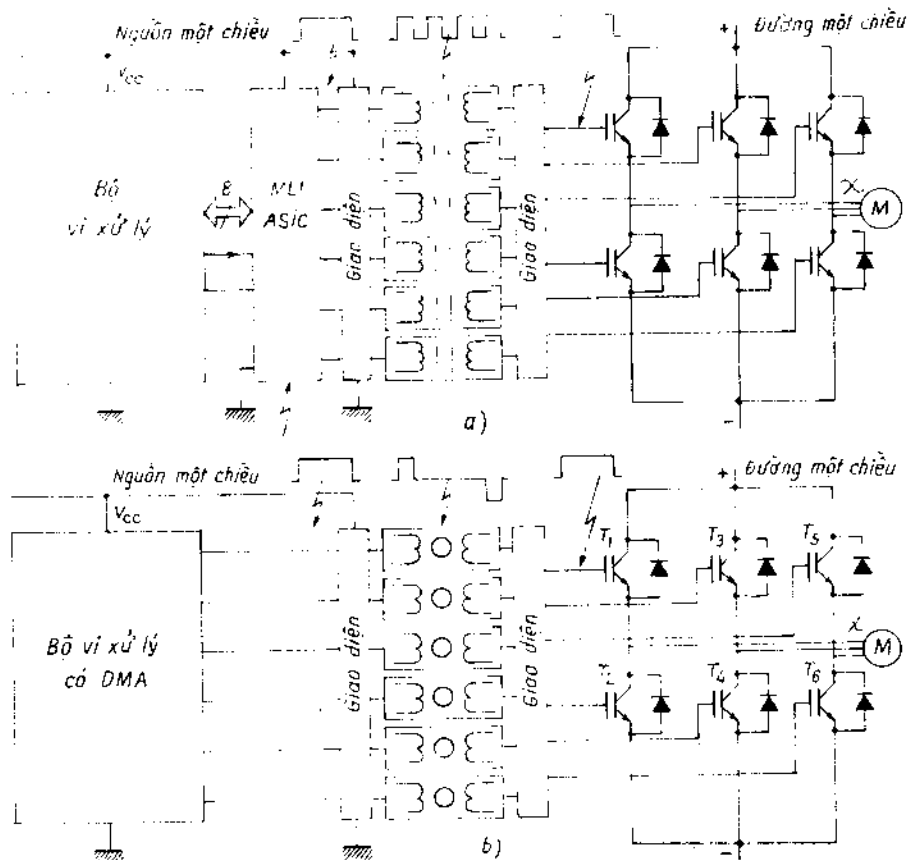 Nguồn một chiều
+ Đường một chiều
Vcc
Bộ
vi xử lý
8
MLI
ASIC
Giao diện
Giao diện
M
-
a)
Nguồn một chiều
+ Đường một chiều
Vcc
T1
T3
T5
Bộ vi xử lý
có DMA
Giao diện
Giao diện
M
T2
T4
T6
-
b)